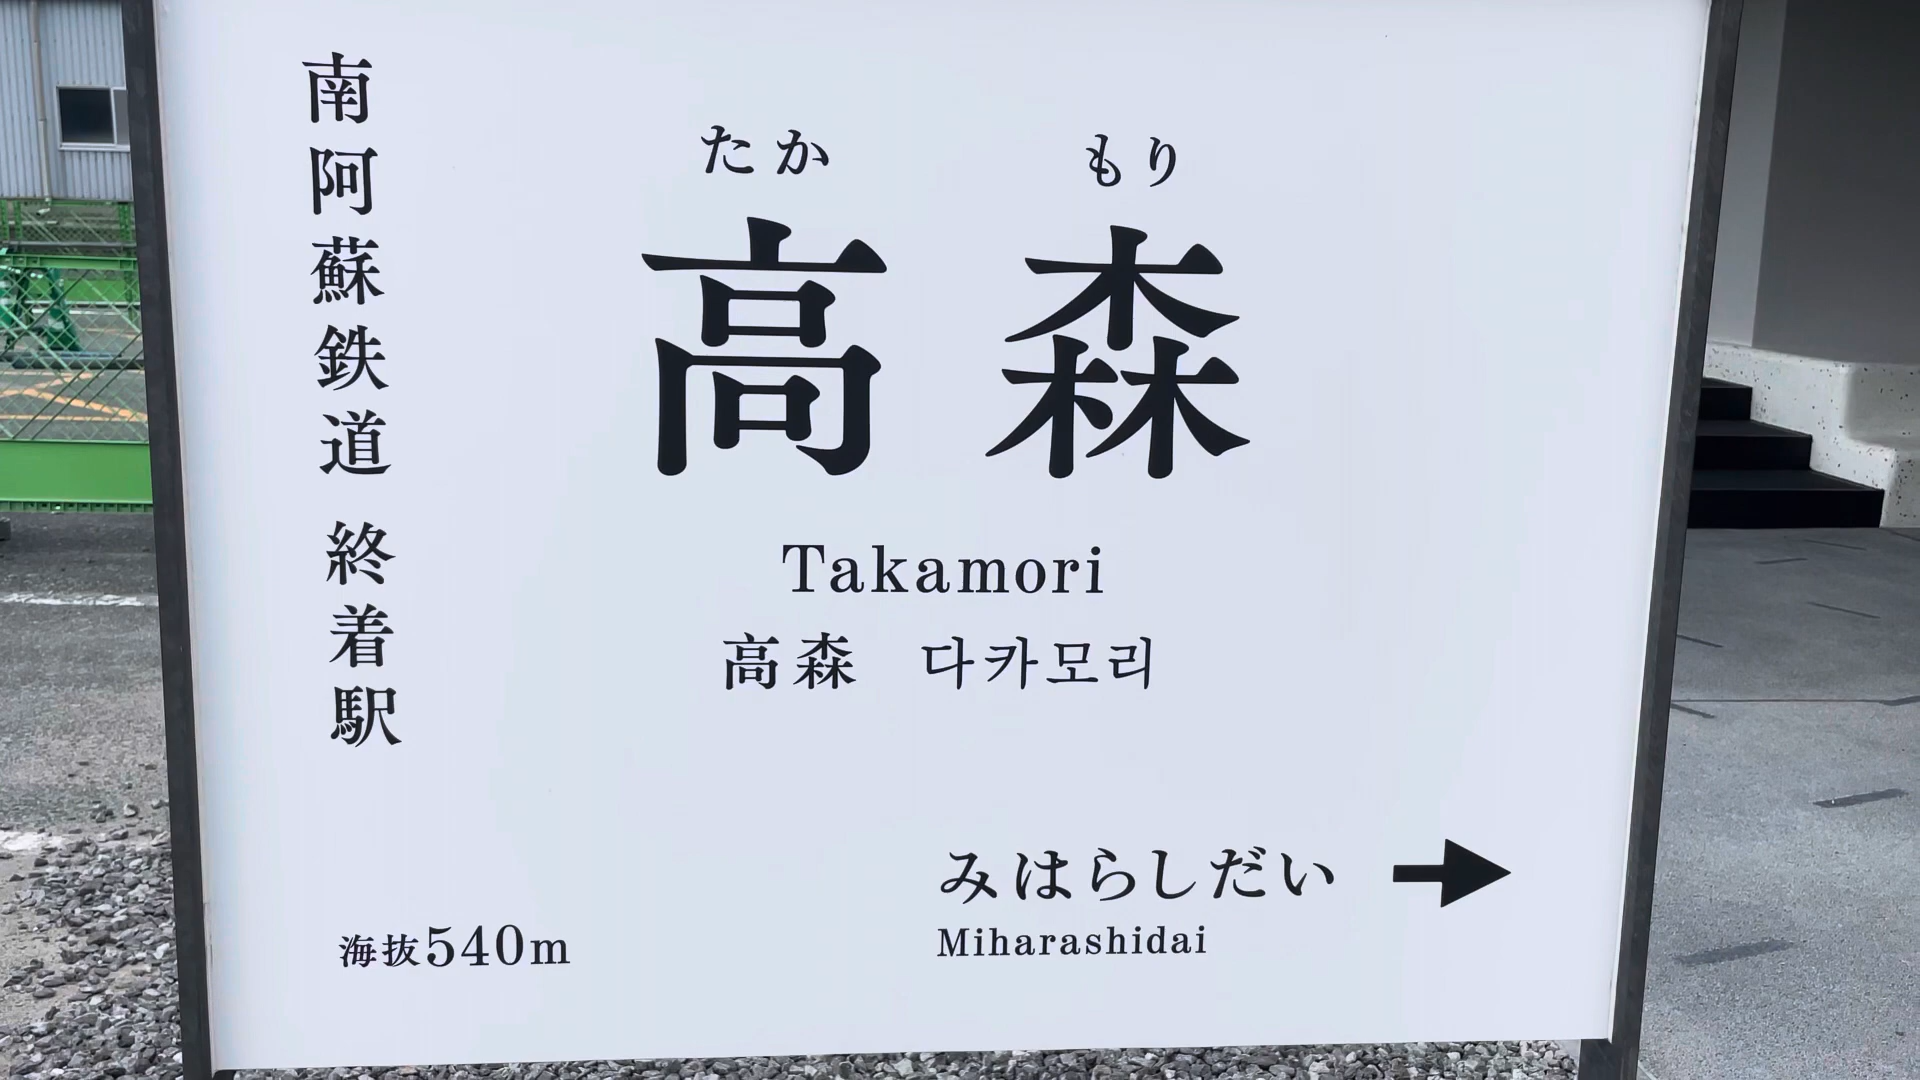 南阿蘇鉄道 終着駅
たか もり
高森
Takamori
高森 다카모리
みはらしだい
Miharashidai
海抜540m